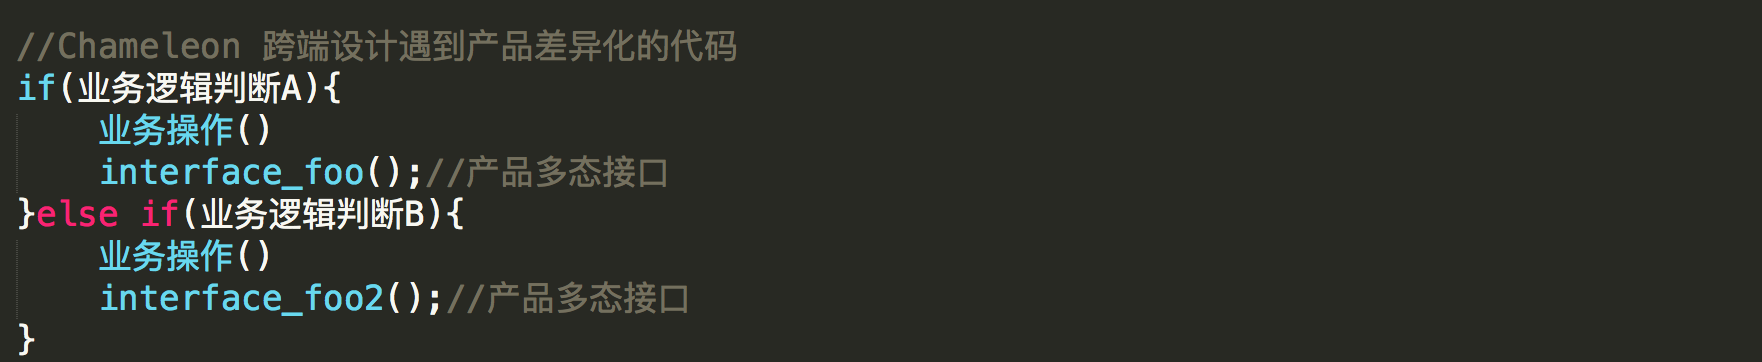 //Chameleon 跨端设计遇到产品差异化的代码
if(业务逻辑判断A){
    业务操作()
    interface_foo();//产品多态接口
}else if(业务逻辑判断B){
    业务操作()
    interface_foo2();//产品多态接口
}